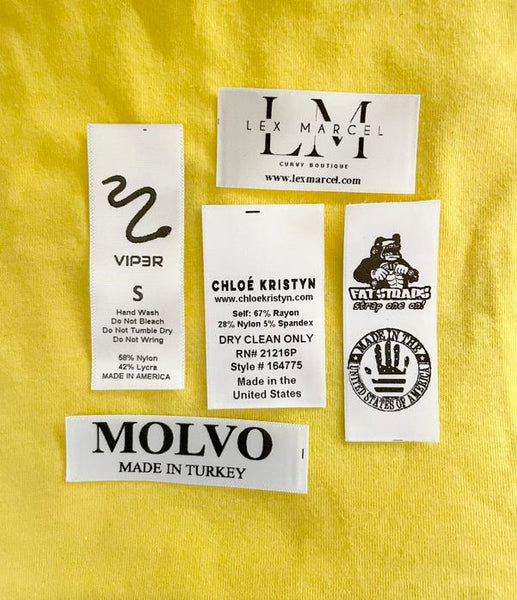 LM
LEX MARCEL
CURVY BOUTIQUE
www.lexmarcel.com
VIP3R
S
Hand Wash
Do Not Bleach
Do Not Tumble Dry
Do Not Wring
58% Nylon
42% Lycra
MADE IN AMERICA
CHLOÉ KRISTYN
www.chloekristyn.com
Self: 67% Rayon
28% Nylon 5% Spandex
DRY CLEAN ONLY
RN# 21216P
Style # 164775
Made in the
United States
FAT STRAPS
strap one on!
MADE IN THE
UNITED STATES OF AMERICA
MOLVO
MADE IN TURKEY